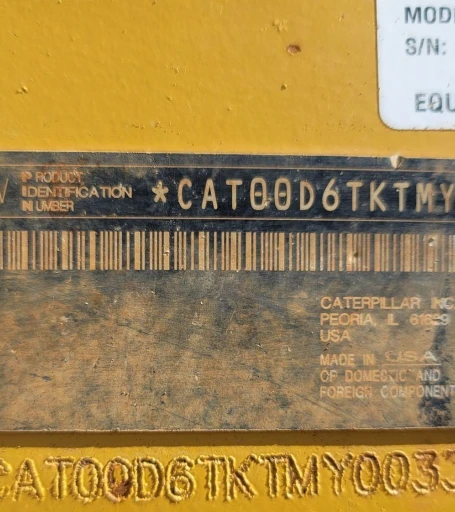 MODE
S/N:
EQU
PRODUCT
IDENTIFICATION
NUMBER
*CAT00D6TKTMY
CATERPILLAR INC
PEORIA, IL 61629
USA
MADE IN USA
OF DOMESTIC AND
FOREIGN COMPONENT
CAT00D6TKTMY0033